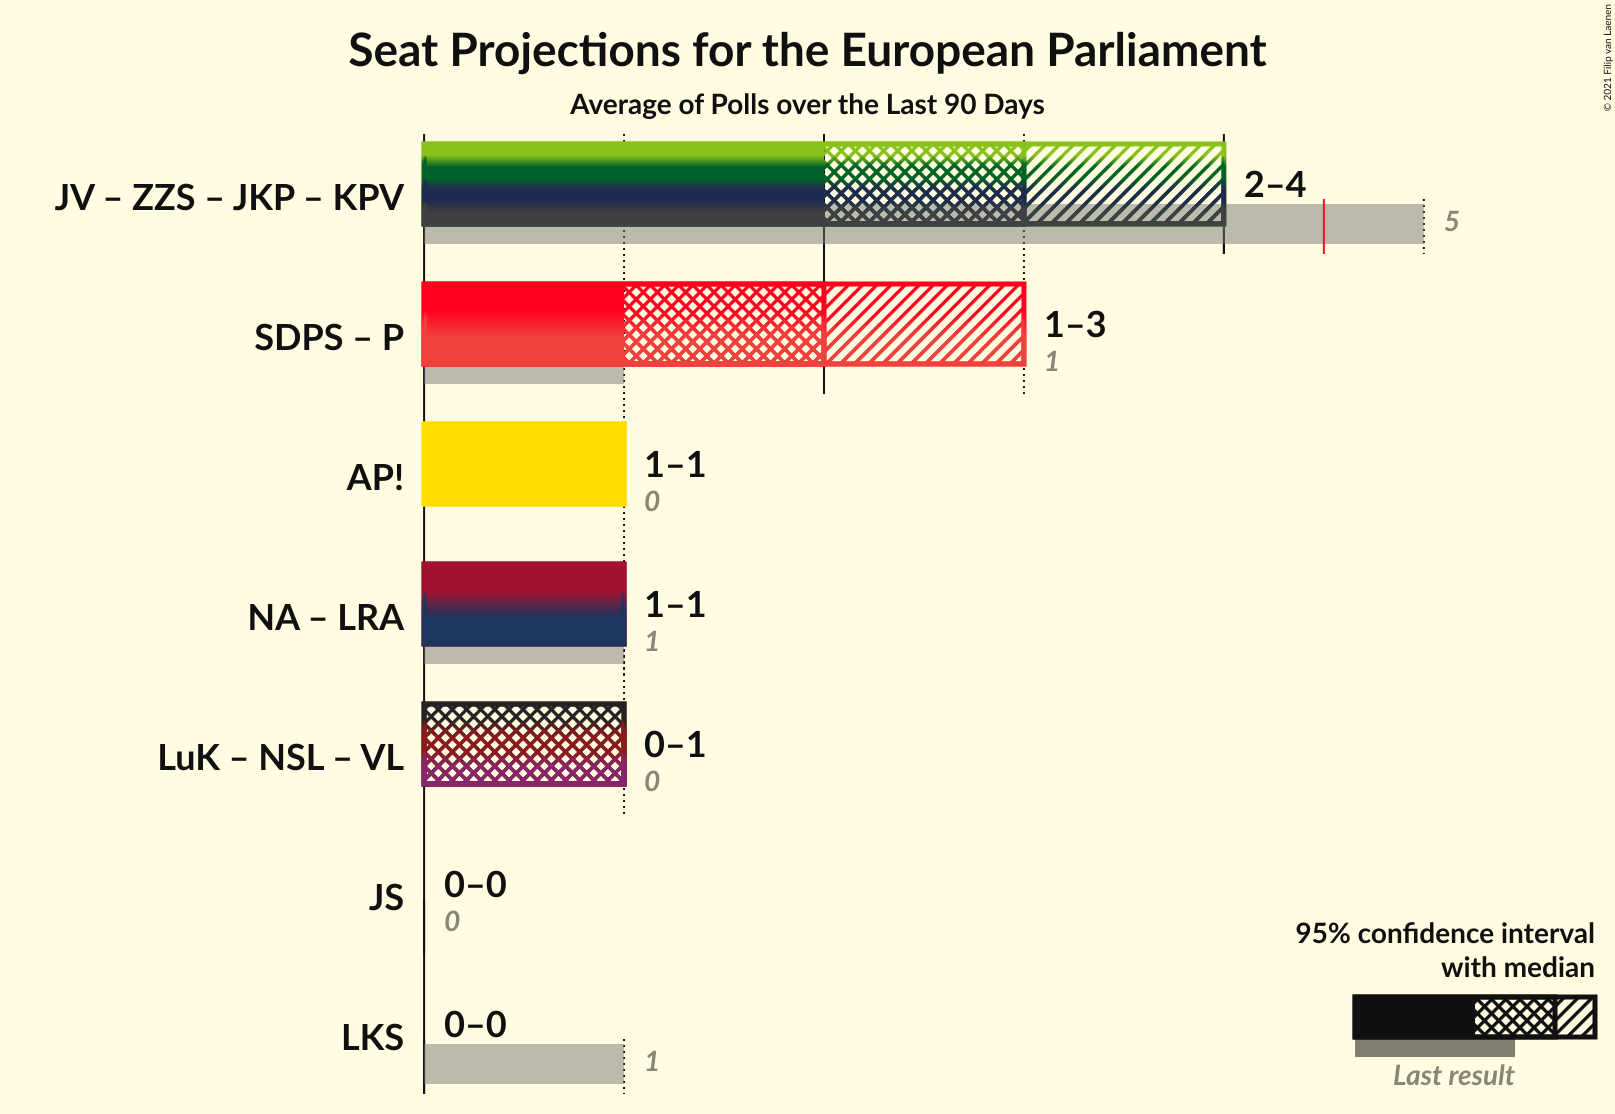 Seat Projections for the European Parliament
Average of Polls over the Last 90 Days
© 2021 Filip van Laenen
JV – ZZS – JKP – KPV
2–4
5
SDPS – P
1–3
1
AP!
1–1
0
NA – LRA
1–1
1
LuK – NSL – VL
0–1
0
JS
0–0
0
LKS
0–0
1
95% confidence interval
with median
Last result